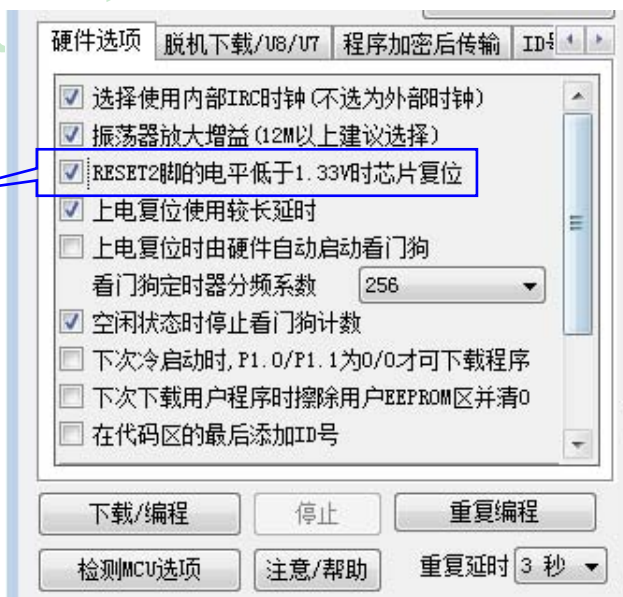 硬件选项 脱机下载/U8/U7 程序加密后传输 ID
选择使用内部IRC时钟(不选为外部时钟)
振荡器放大增益(12M以上建议选择)
RESET2脚的电平低于1.33V时芯片复位
上电复位使用较长延时
上电复位时由硬件自动启动看门狗
看门狗定时器分频系数 256
空闲状态时停止看门狗计数
下次冷启动时,P1.0/P1.1为0/0才可下载程序
下次下载用户程序时擦除用户EEPROM区并清0
在代码区的最后添加ID号
下载/编程 停止 重复编程
检测MCU选项 注意/帮助 重复延时 3 秒